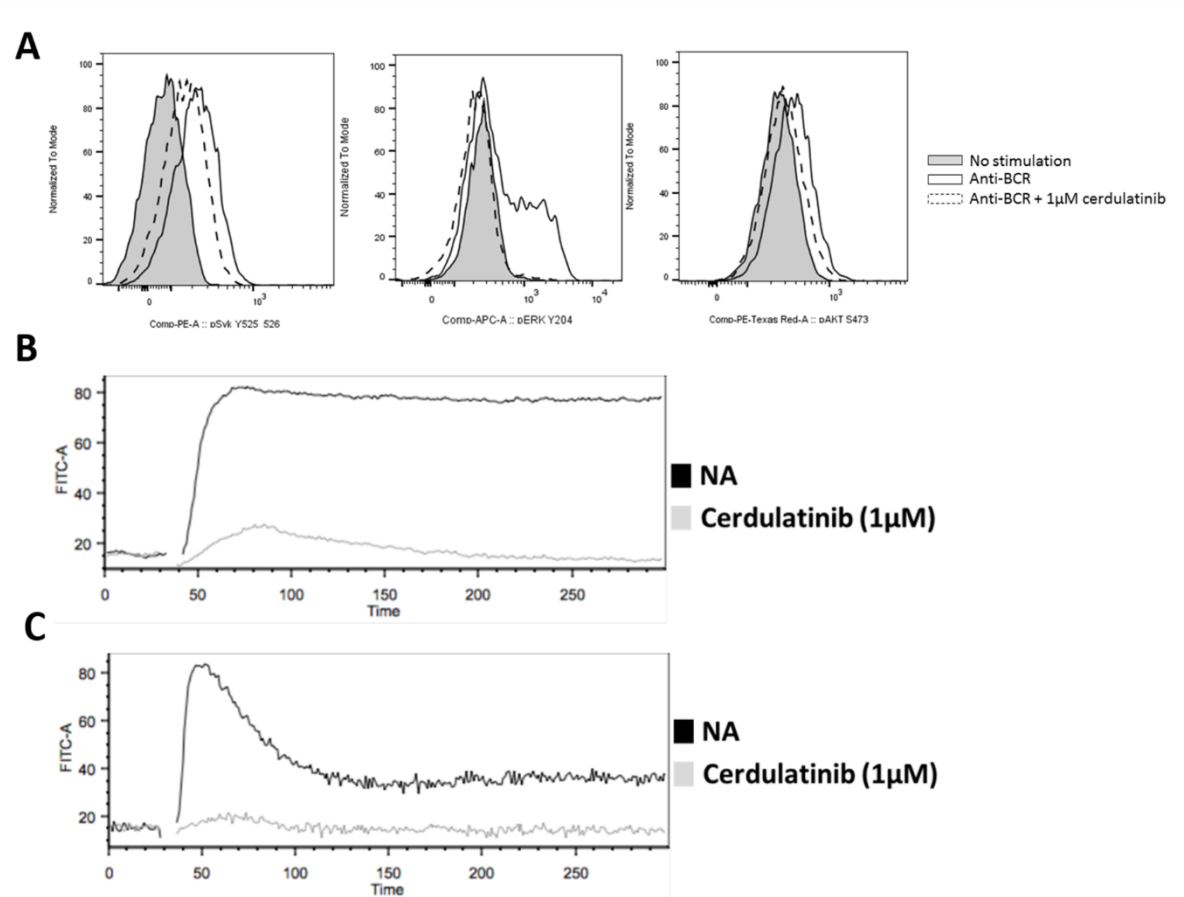 A
100
80
60
40
20
0
Normalized To Mode
0
10³
Comp-PE-A :: pSyk Y525_526
100
80
60
40
20
0
Normalized To Mode
0
10³
10⁴
Comp-APC-A :: pERK Y204
100
80
60
40
20
0
Normalized To Mode
0
10³
Comp-PE-Texas Red-A :: pAKT S473
No stimulation
Anti-BCR
Anti-BCR + 1µM cerdulatinib
B
80
60
40
20
FITC-A
0 50 100 150 200 250
Time
NA
Cerdulatinib (1µM)
C
80
60
40
20
FITC-A
0 50 100 150 200 250
Time
NA
Cerdulatinib (1µM)